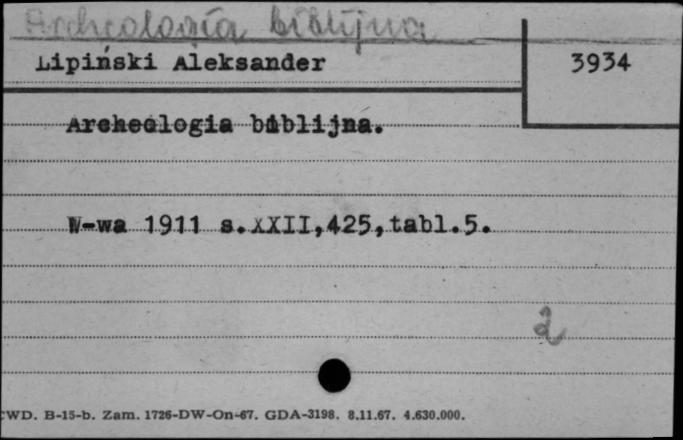 Archeologia biblijna
Lipiński Aleksander
3934
Archeologia biblijna.
W-wa 1911 s.XXII,425,tabl.5.
2
CWD. B-15-b. Zam. 1726-DW-On-67. GDA-3198. 8.11.67. 4.630.000.